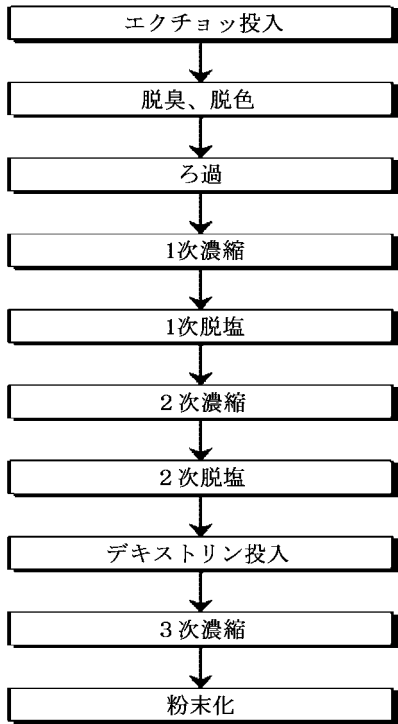 エクチョッ投入
脱臭、脱色
ろ過
1次濃縮
1次脱塩
2次濃縮
2次脱塩
デキストリン投入
3次濃縮
粉末化